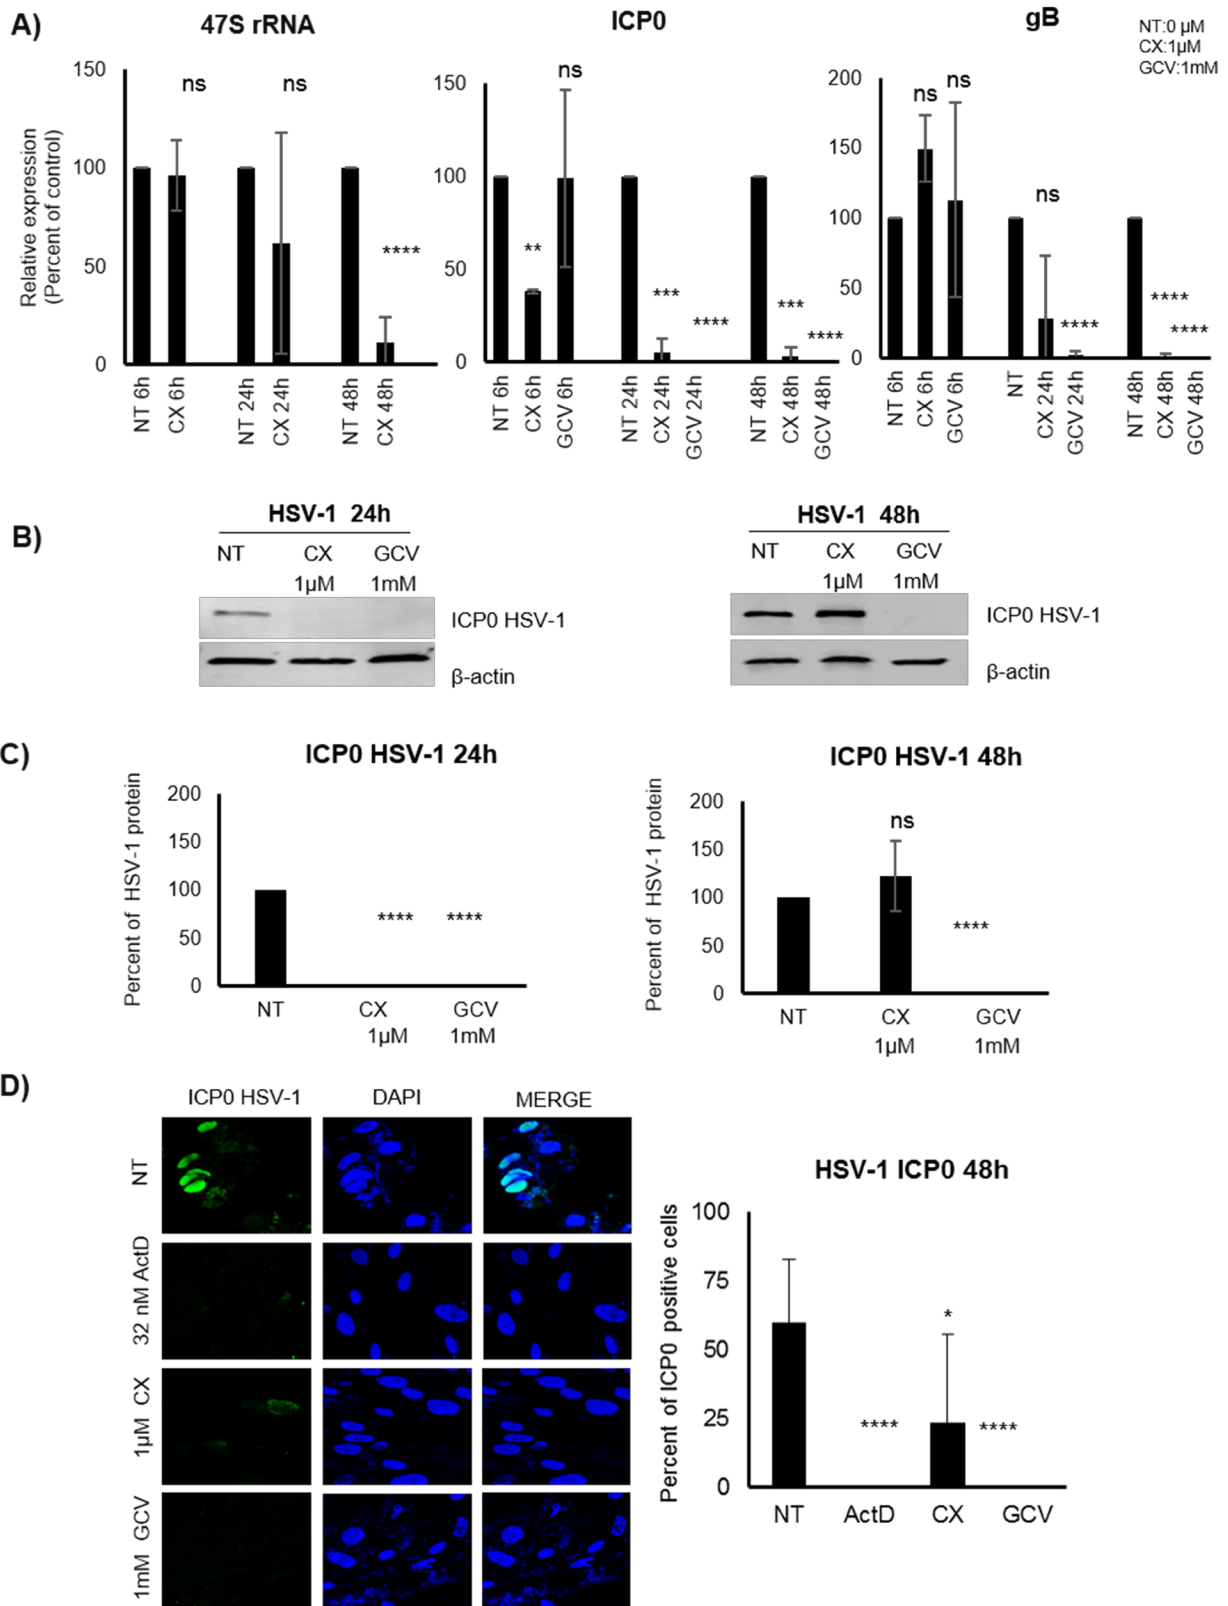 A)
47S rRNA
ICP0
gB
NT:0 µM
CX:1µM
GCV:1mM
Relative expression
(Percent of control)
150
100
50
0
ns
ns
****
NT 6h
CX 6h
NT 24h
CX 24h
NT 48h
CX 48h
150
100
50
0
**
ns
***
****
***
****
NT 6h
CX 6h
GCV 6h
NT 24h
CX 24h
GCV 24h
NT 48h
CX 48h
GCV 48h
200
150
100
50
0
ns
ns
ns
****
****
****
NT 6h
CX 6h
GCV 6h
NT
CX 24h
GCV 24h
NT 48h
CX 48h
GCV 48h
B)
HSV-1 24h
NT CX GCV
1µM 1mM
ICP0 HSV-1
β-actin
HSV-1 48h
NT CX GCV
1µM 1mM
ICP0 HSV-1
β-actin
C)
ICP0 HSV-1 24h
Percent of HSV-1 protein
200
150
100
50
0
**** ****
NT CX GCV
1µM 1mM
ICP0 HSV-1 48h
Percent of HSV-1 protein
200
150
100
50
0
ns
****
NT CX GCV
1µM 1mM
D)
ICP0 HSV-1 DAPI MERGE
NT
32 nM ActD
1µM CX
1mM GCV
HSV-1 ICP0 48h
Percent of ICP0 positive cells
100
75
50
25
0
****
*
****
NT ActD CX GCV